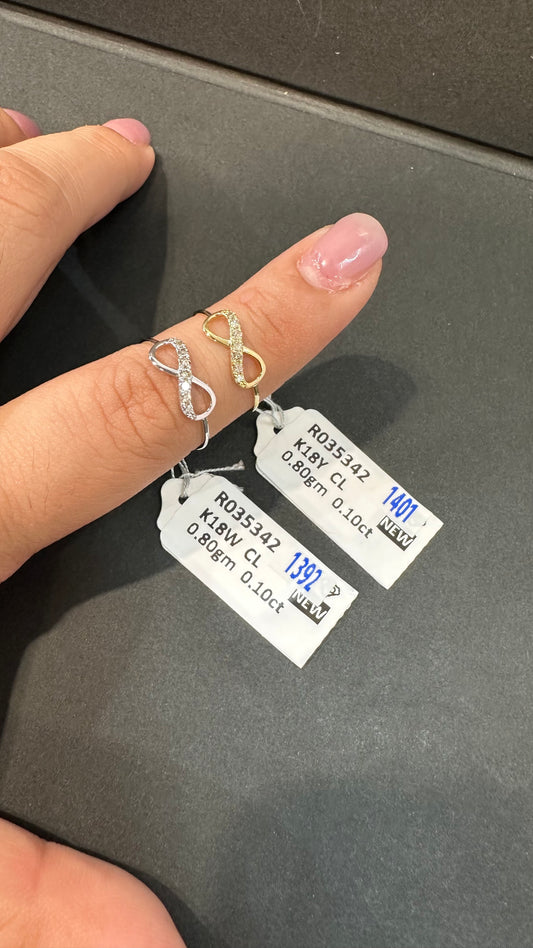 R035342
K18Y CL
0.80gm 0.10ct
1401
NEW
R035342
K18W CL
0.80gm 0.10ct
1392
NEW